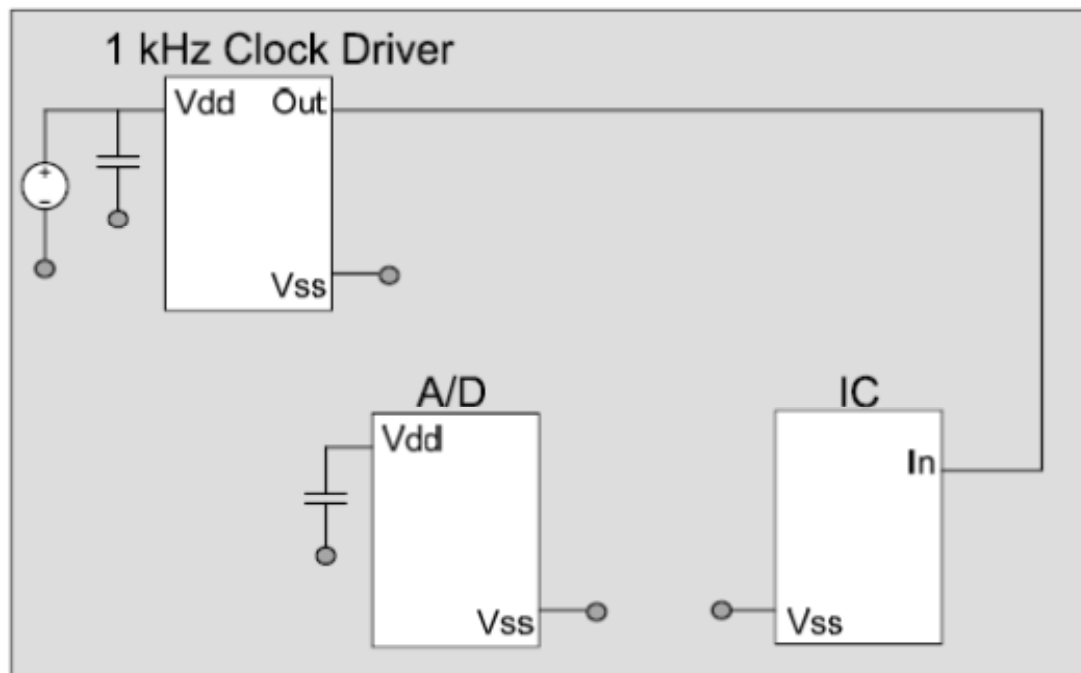 1 kHz Clock Driver
Vdd Out
+
-
Vss
A/D
Vdd
Vss
IC
In
Vss